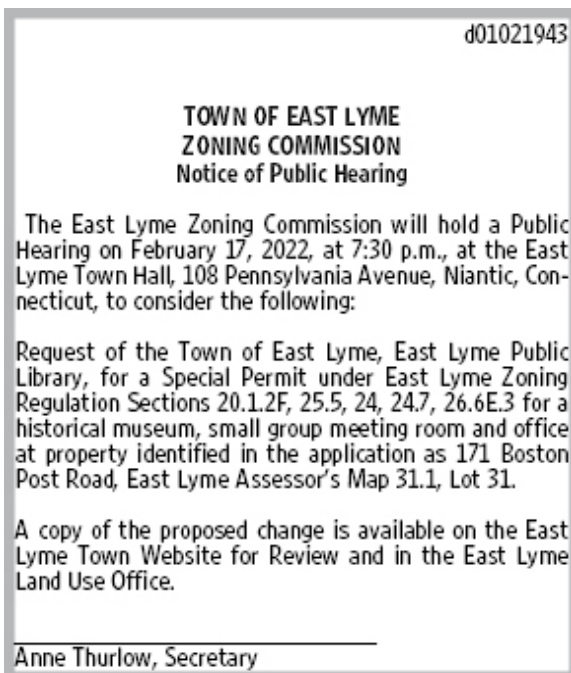 d01021943
TOWN OF EAST LYME
ZONING COMMISSION
Notice of Public Hearing
The East Lyme Zoning Commission will hold a Public
Hearing on February 17, 2022, at 7:30 p.m., at the East
Lyme Town Hall, 108 Pennsylvania Avenue, Niantic, Con-
necticut, to consider the following:
Request of the Town of East Lyme, East Lyme Public
Library, for a Special Permit under East Lyme Zoning
Regulation Sections 20.1.2F, 25.5, 24, 24.7, 26.6E.3 for a
historical museum, small group meeting room and office
at property identified in the application as 171 Boston
Post Road, East Lyme Assessor's Map 31.1, Lot 31.
A copy of the proposed change is available on the East
Lyme Town Website for Review and in the East Lyme
Land Use Office.
Anne Thurlow, Secretary